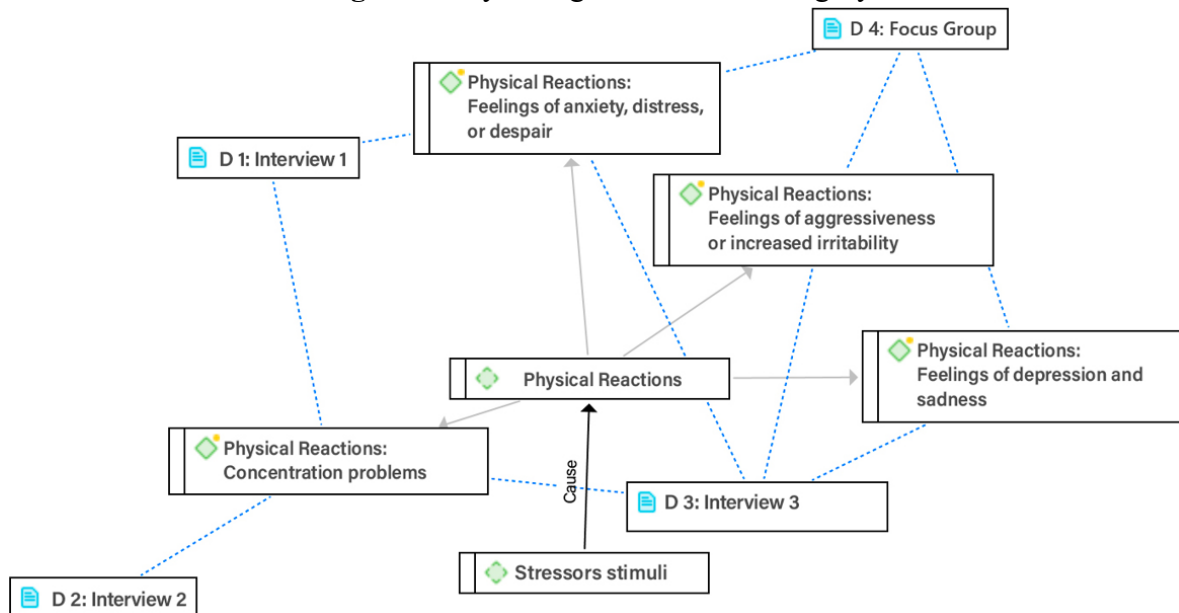 D 4: Focus Group
Physical Reactions:
Feelings of anxiety, distress,
or despair
D 1: Interview 1
Physical Reactions:
Feelings of aggressiveness
or increased irritability
Physical Reactions:
Feelings of depression and
sadness
Physical Reactions
Physical Reactions:
Concentration problems
Cause
D 3: Interview 3
Stressors stimuli
D 2: Interview 2